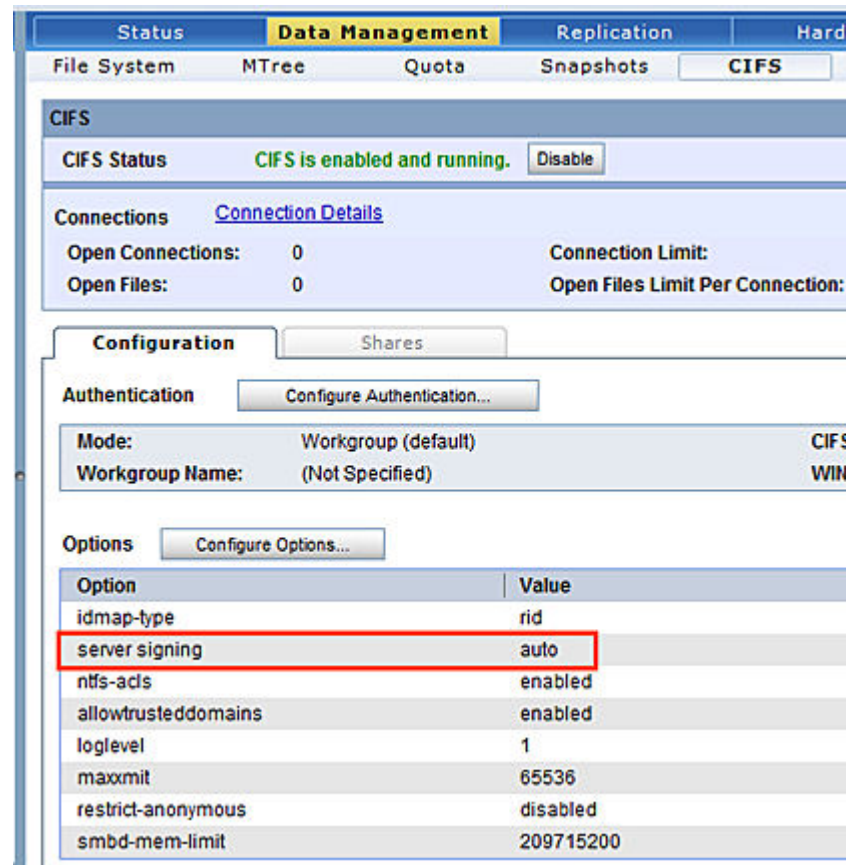 Status Data Management Replication Hard
File System MTree Quota Snapshots CIFS
CIFS
CIFS Status CIFS is enabled and running. Disable
Connections Connection Details
Open Connections: 0 Connection Limit:
Open Files: 0 Open Files Limit Per Connection:
Configuration Shares
Authentication Configure Authentication...
Mode: Workgroup (default) CIFS
Workgroup Name: (Not Specified) WIN
Options Configure Options...
Option Value
idmap-type rid
server signing auto
ntfs-acls enabled
allowtrusteddomains enabled
loglevel 1
maxxmit 65536
restrict-anonymous disabled
smbd-mem-limit 209715200